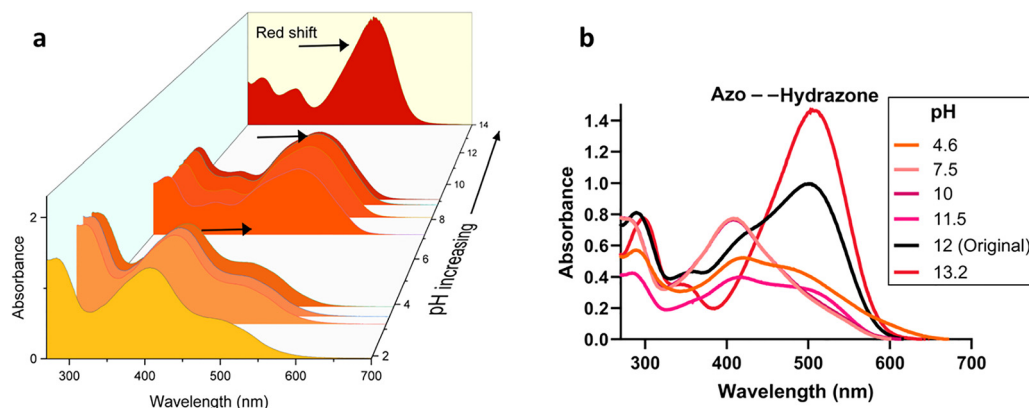 a
Red shift
Absorbance
2
0
300
400
500
600
700
Wavelength (nm)
2
4
6
8
10
12
14
pH increasing
b
Azo – –Hydrazone
Absorbance
1.4
1.2
1.0
0.8
0.6
0.4
0.2
0.0
300
400
500
600
700
Wavelength (nm)
pH
4.6
7.5
10
11.5
12 (Original)
13.2